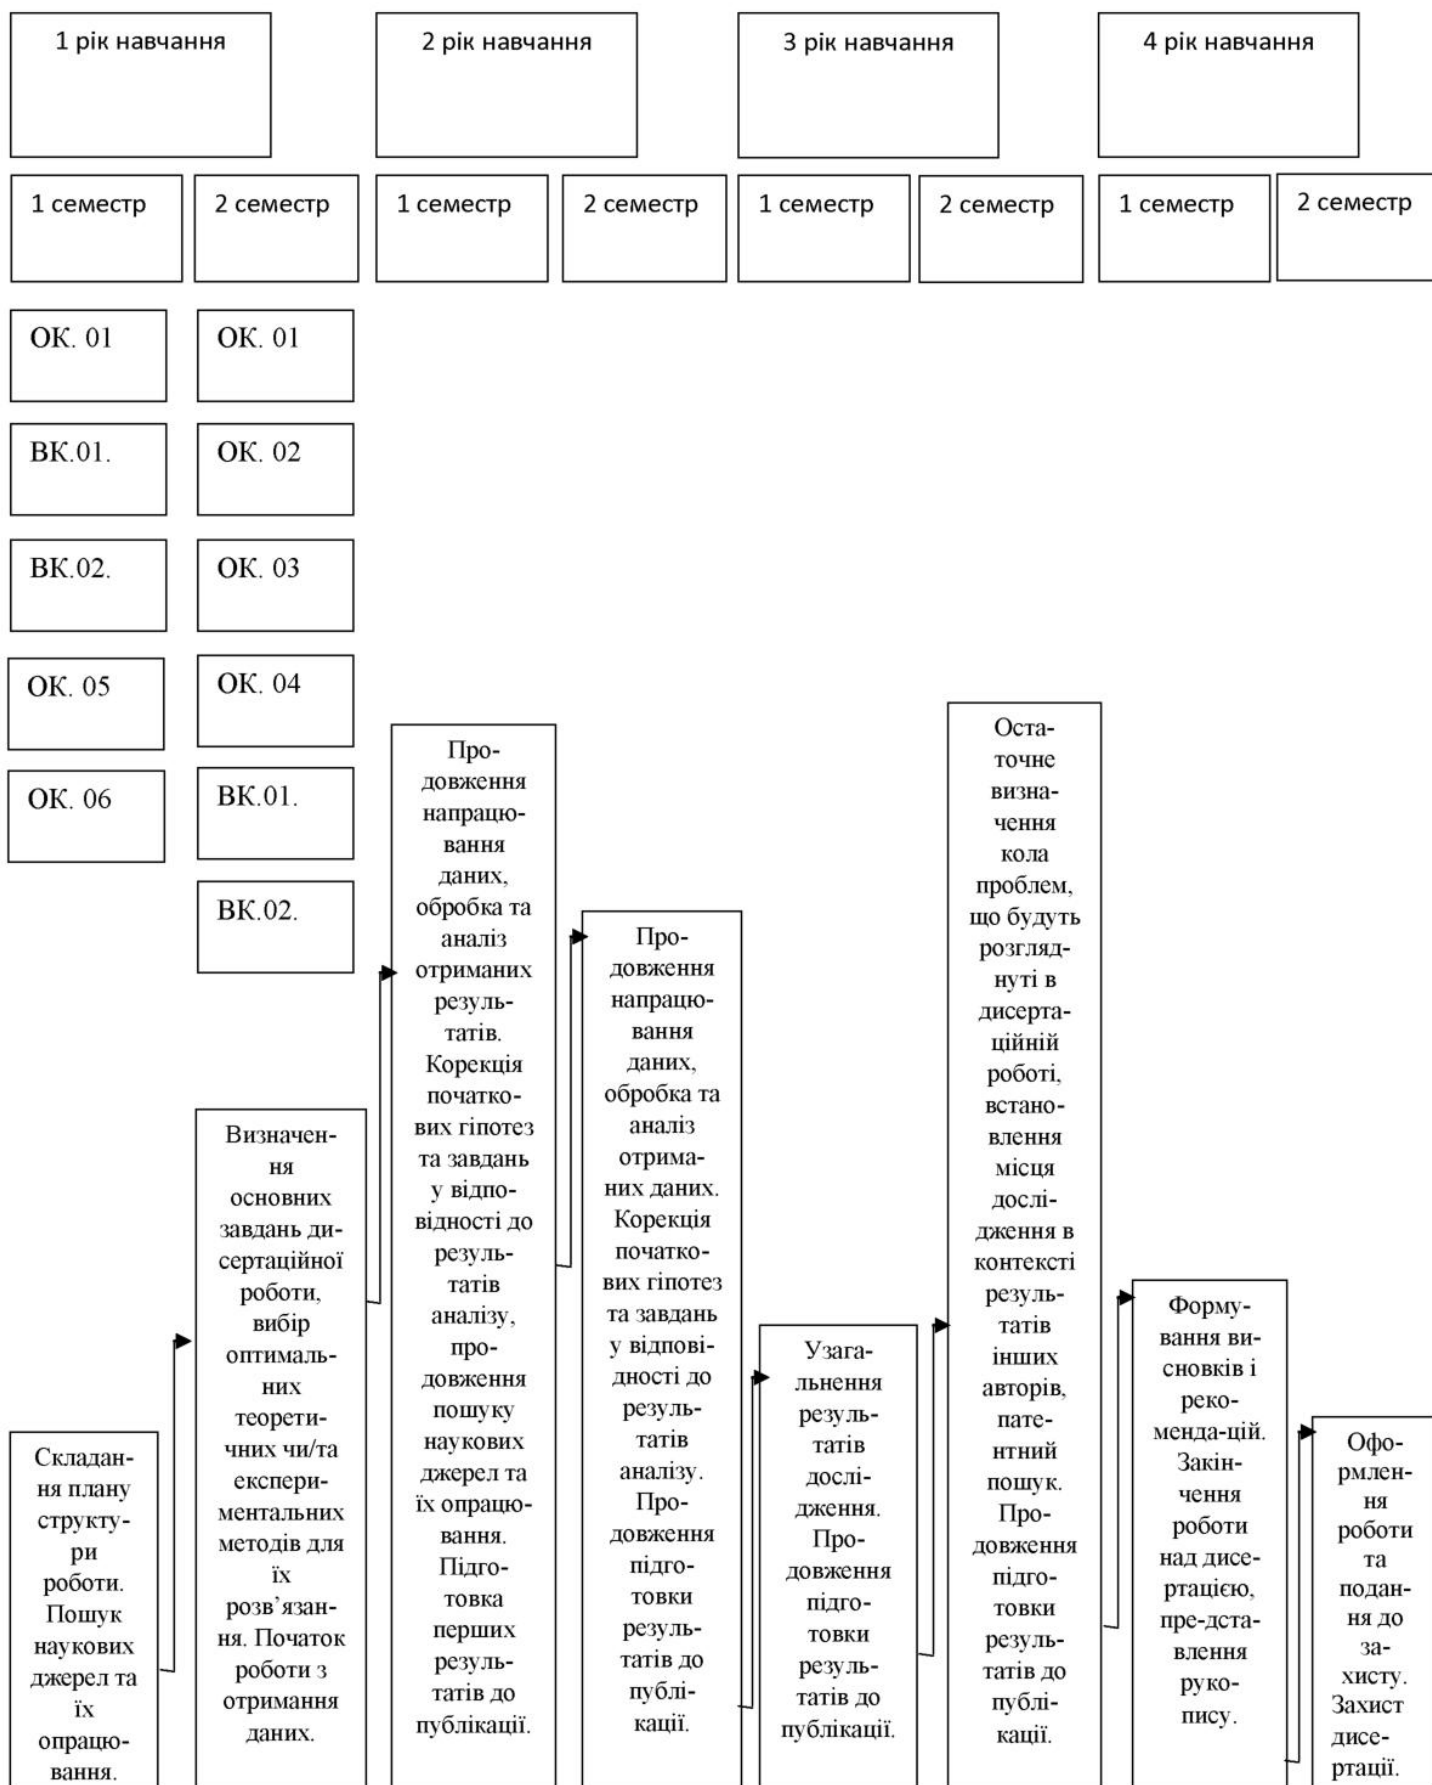 1 рік навчання
2 рік навчання
3 рік навчання
4 рік навчання
1 семестр
2 семестр
1 семестр
2 семестр
1 семестр
2 семестр
1 семестр
2 семестр
ОК. 01
ВК.01.
ВК.02.
ОК. 05
ОК. 06
ОК. 01
ОК. 02
ОК. 03
ОК. 04
ВК.01.
ВК.02.
Складан-
ня плану
структу-
ри
роботи.
Пошук
наукових
джерел та
їх
опрацю-
вання.
Визначен-
ня
основних
завдань ди-
сертаційної
роботи,
вибір
оптималь-
них
теорети-
чних чи/та
експери-
ментальних
методів для
їх
розв’язан-
ня. Початок
роботи з
отримання
даних.
Про-
довження
напрацю-
вання
даних,
обробка та
аналіз
отриманих
резуль-
татів.
Корекція
початко-
вих гіпотез
та завдань
у відпо-
відності до
резуль-
татів
аналізу,
про-
довження
пошуку
наукових
джерел та
їх опрацю-
вання.
Підго-
товка
перших
резуль-
татів до
публікації.
Про-
довження
напрацю-
вання
даних,
обробка та
аналіз
отрима-
них даних.
Корекція
початко-
вих гіпотез
та завдань
у відпові-
дності до
резуль-
татів
аналізу.
Про-
довження
підго-
товки
резуль-
татів до
публі-
кації.
Узага-
льнення
резуль-
татів
дослі-
дження.
Про-
довження
підго-
товки
резуль-
татів до
публікації.
Оста-
точне
визна-
чення
кола
проблем,
що будуть
розгляд-
нуті в
дисерта-
ційній
роботі,
встано-
влення
місця
дослі-
дження в
контексті
резуль-
татів
інших
авторів,
пате-
нтний
пошук.
Про-
довження
підго-
товки
резуль-
татів до
публі-
кації.
Форму-
вання ви-
сновків і
реко-
менда-цій.
Закін-
чення
роботи
над дисе-
ртацією,
пре-дста-
влення
руко-
пису.
Офо-
рмлен-
ня
роботи
та
подан-
ня до
за-
хисту.
Захист
дисе-
ртації.